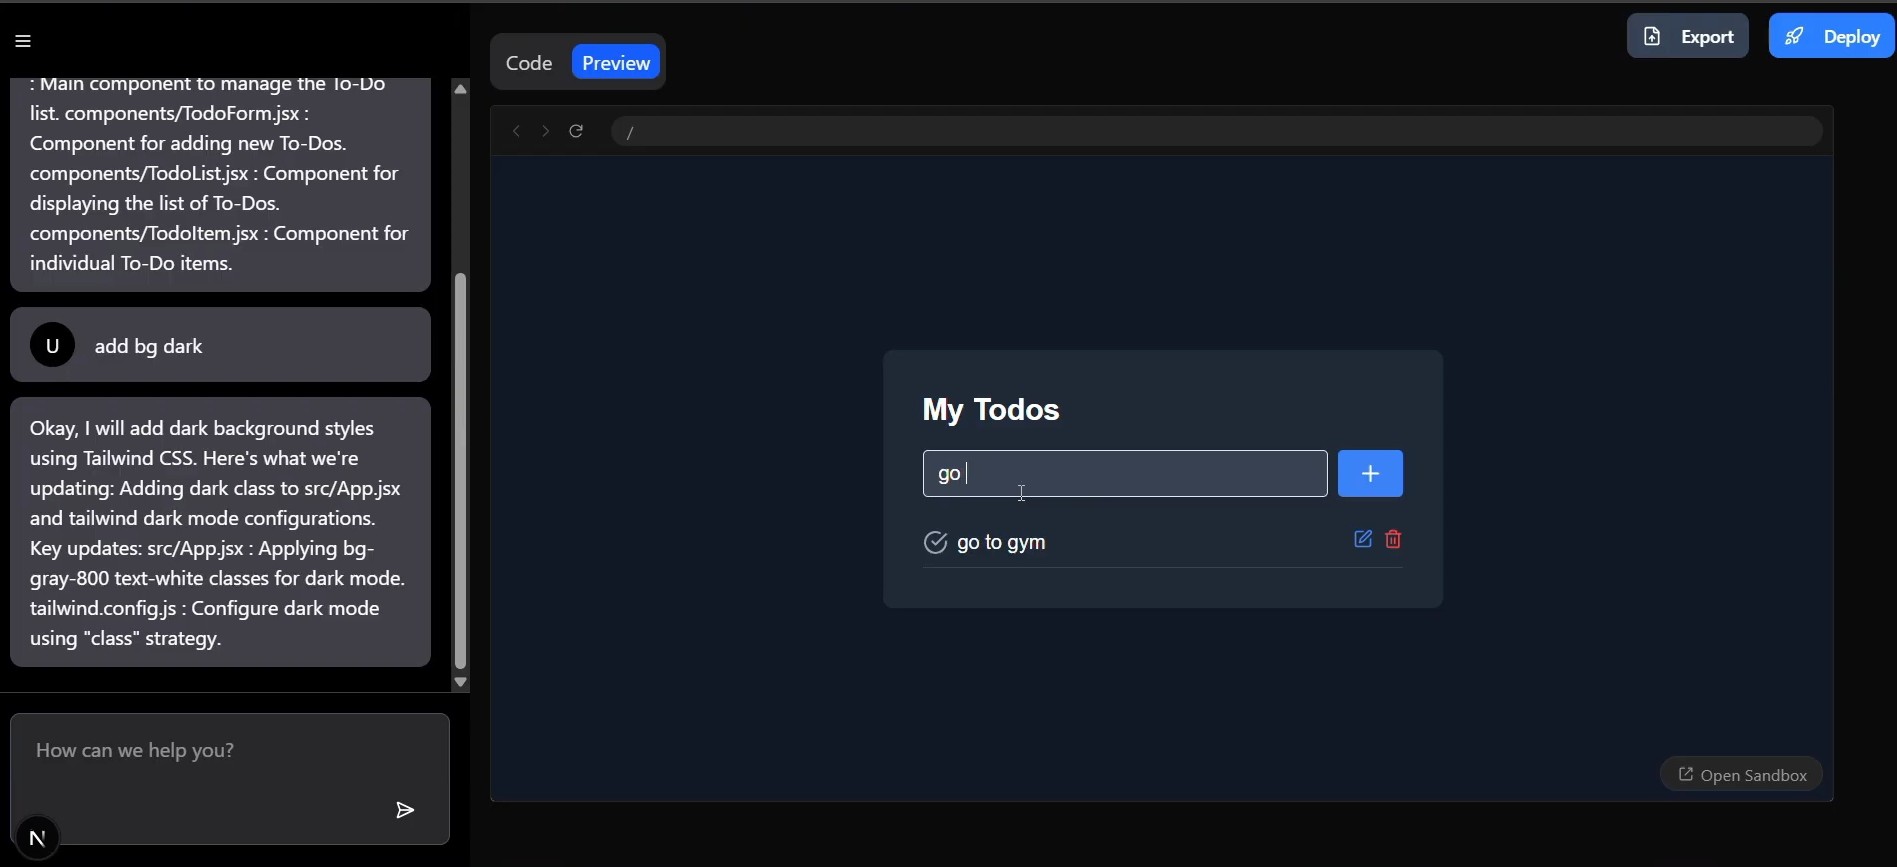 : Main component to manage the To-Do
list. components/TodoForm.jsx :
Component for adding new To-Dos.
components/TodoList.jsx : Component for
displaying the list of To-Dos.
components/TodoItem.jsx : Component for
individual To-Do items.
U
add bg dark
Okay, I will add dark background styles
using Tailwind CSS. Here's what we're
updating: Adding dark class to src/App.jsx
and tailwind dark mode configurations.
Key updates: src/App.jsx : Applying bg-
gray-800 text-white classes for dark mode.
tailwind.config.js : Configure dark mode
using "class" strategy.
How can we help you?
N
Code
Preview
Export
Deploy
/
My Todos
go
go to gym
Open Sandbox